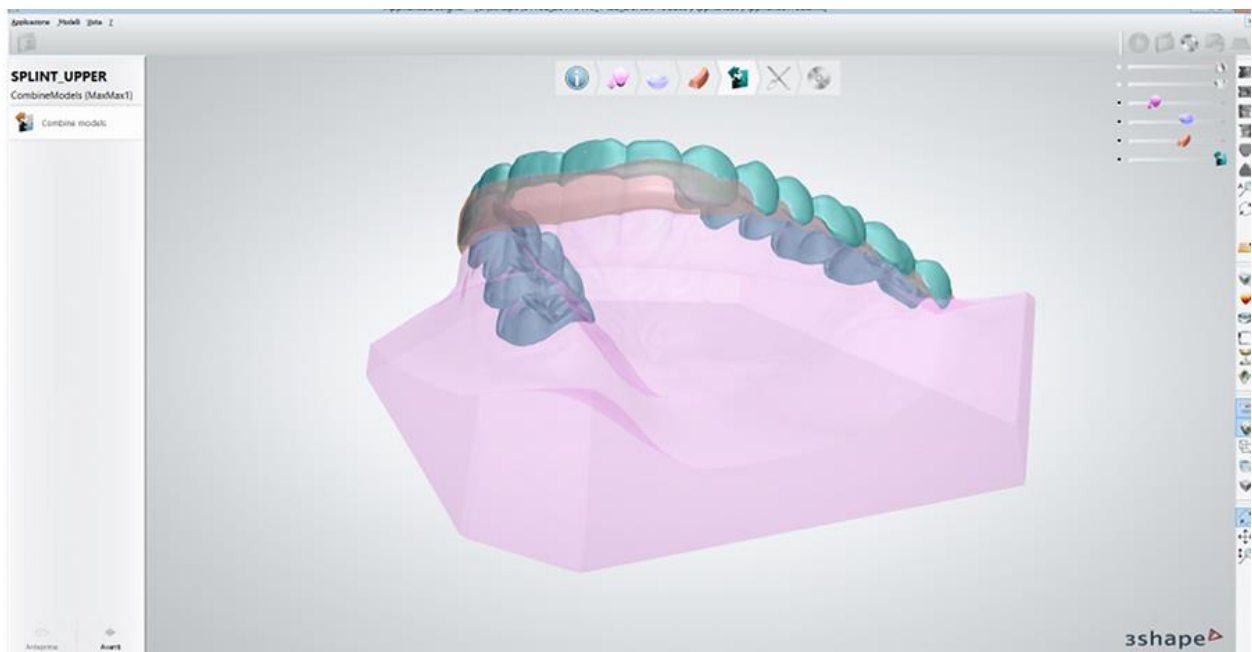 Applicazione Modelli Vista ?
SPLINT_UPPER
CombineModels (MaxMax1)
Combine models
Anteprima
Avanti
3shape